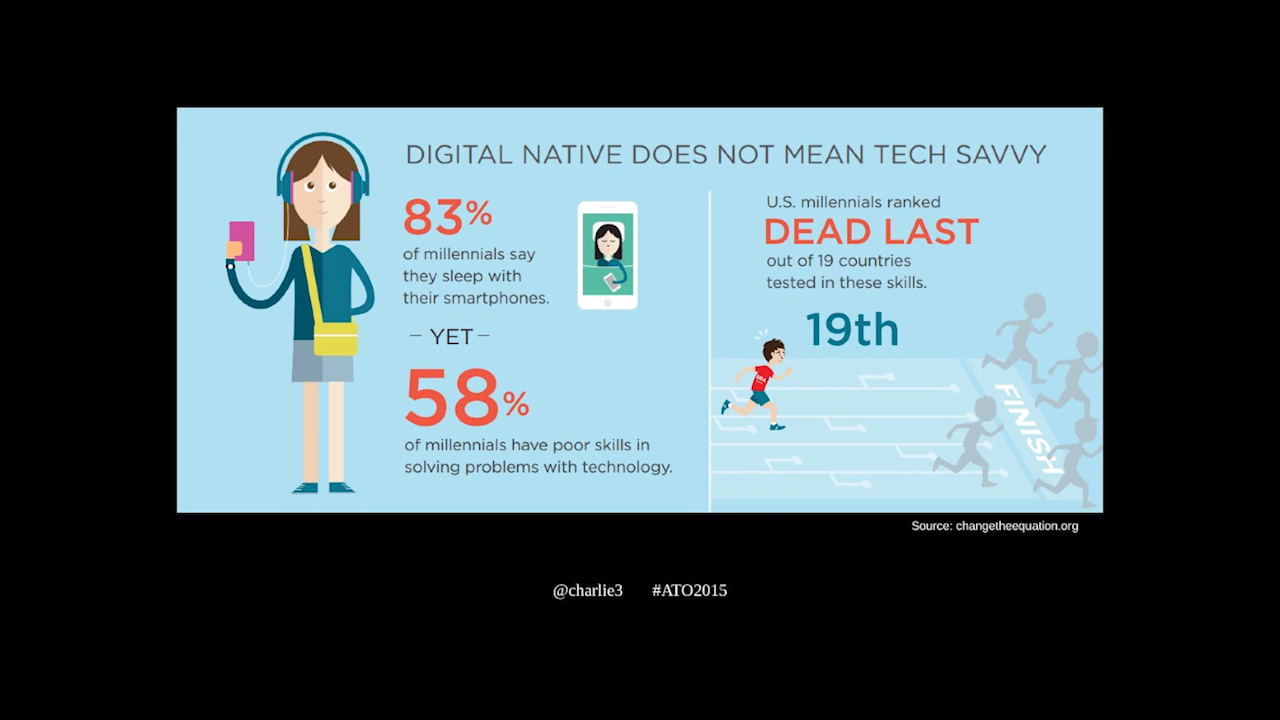 DIGITAL NATIVE DOES NOT MEAN TECH SAVVY
83%
of millennials say
they sleep with
their smartphones.
– YET –
58%
of millennials have poor skills in
solving problems with technology.
U.S. millennials ranked
DEAD LAST
out of 19 countries
tested in these skills.
19th
USA
FINISH
Source: changetheequation.org
@charlie3 #ATO2015